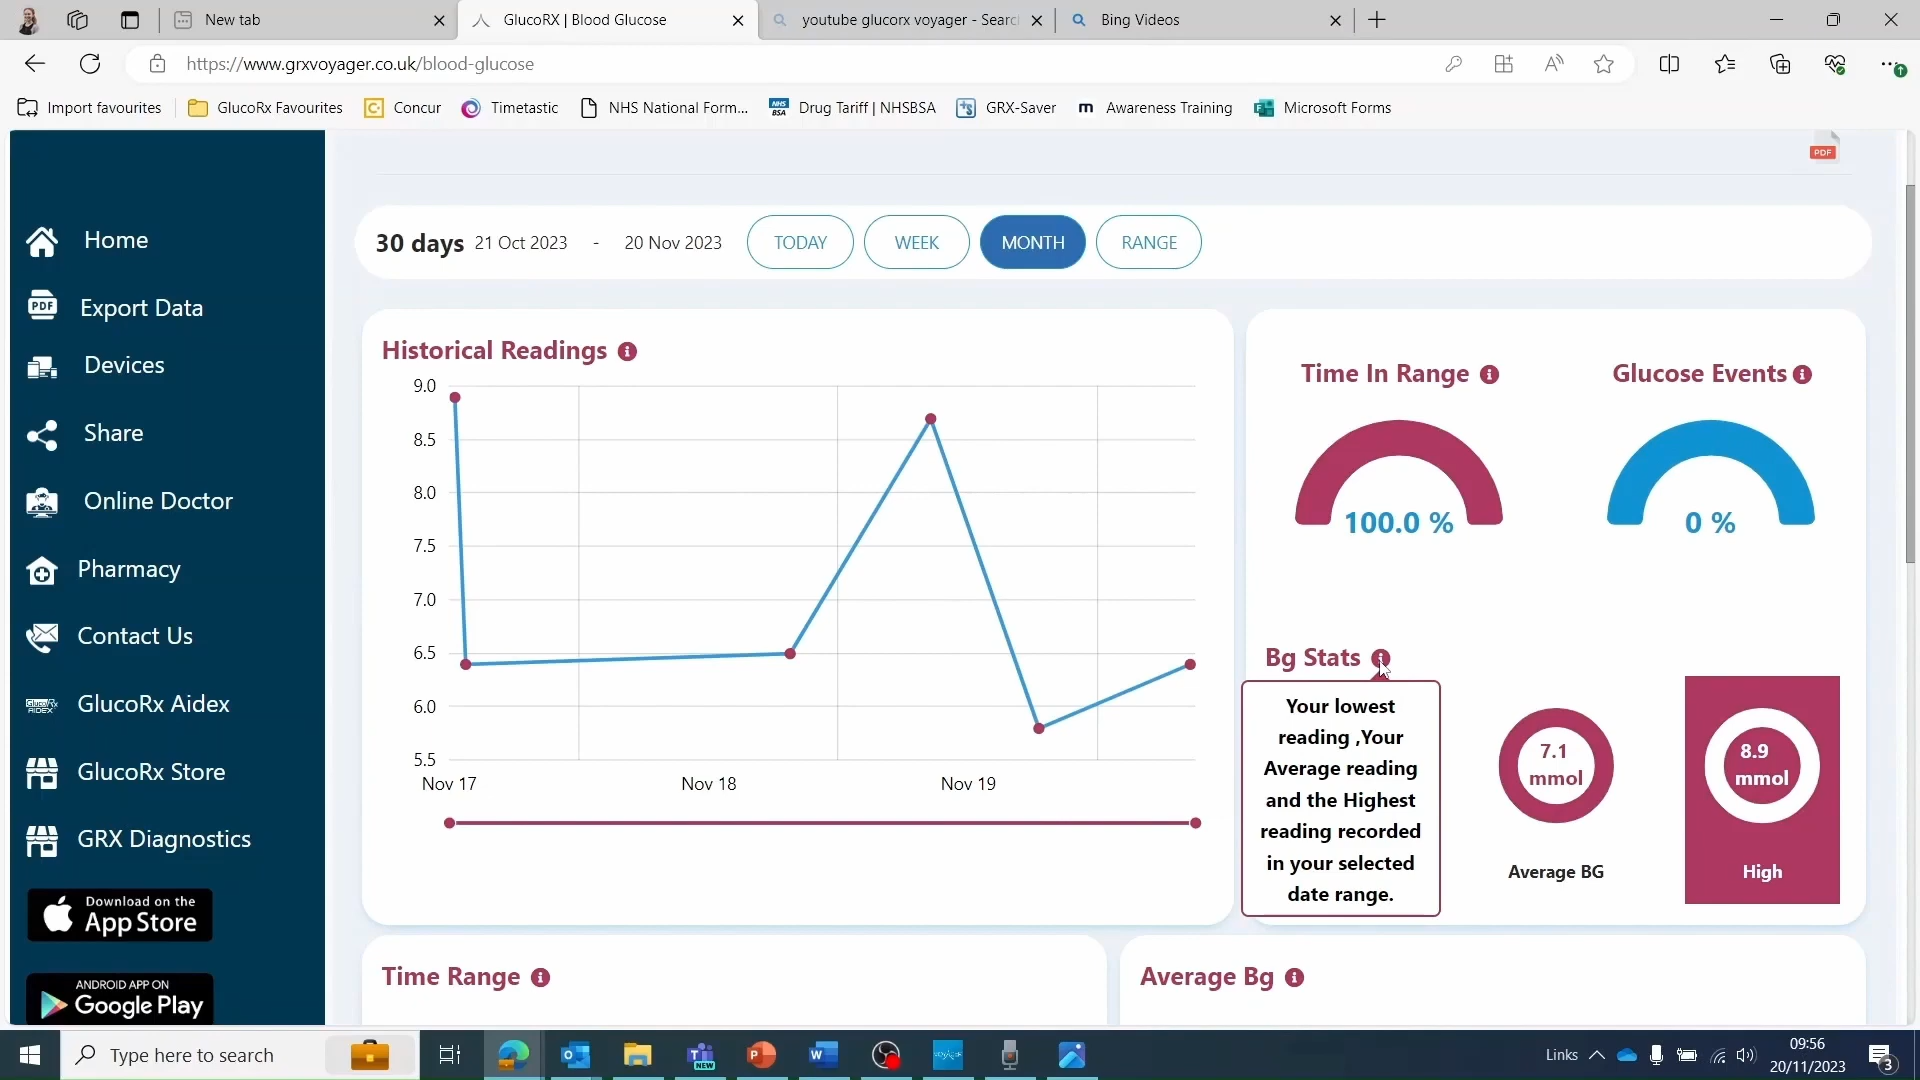 New tab
GlucoRX | Blood Glucose
youtube glucorx voyager - Searc
Bing Videos
https://www.grxvoyager.co.uk/blood-glucose
Import favourites
GlucoRx Favourites
Concur
Timetastic
NHS National Form...
Drug Tariff | NHSBSA
GRX-Saver
Awareness Training
Microsoft Forms
PDF
Home
Export Data
Devices
Share
Online Doctor
Pharmacy
Contact Us
GlucoRx Aidex
GlucoRx Store
GRX Diagnostics
Download on the
App Store
ANDROID APP ON
Google Play
30 days 21 Oct 2023 - 20 Nov 2023
TODAY
WEEK
MONTH
RANGE
Historical Readings
9.0
8.5
8.0
7.5
7.0
6.5
6.0
5.5
Nov 17
Nov 18
Nov 19
Time In Range
100.0 %
Glucose Events
0 %
Bg Stats
Your lowest
reading ,Your
Average reading
and the Highest
reading recorded
in your selected
date range.
7.1
mmol
Average BG
8.9
mmol
High
Time Range
Average Bg
Type here to search
NEW
Links
09:56
20/11/2023
3